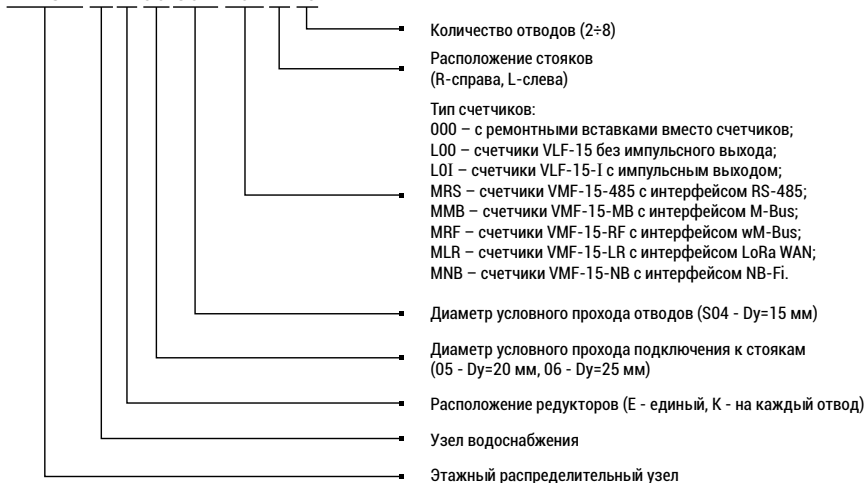 Количество отводов (2÷8)
Расположение стояков
(R-справа, L-слева)
Тип счетчиков:
000 – с ремонтными вставками вместо счетчиков;
L00 – счетчики VLF-15 без импульсного выхода;
L0I – счетчики VLF-15-I с импульсным выходом;
MRS – счетчики VMF-15-485 с интерфейсом RS-485;
MMB – счетчики VMF-15-MB с интерфейсом M-Bus;
MRF – счетчики VMF-15-RF с интерфейсом wM-Bus;
MLR – счетчики VMF-15-LR с интерфейсом LoRa WAN;
MNB – счетчики VMF-15-NB с интерфейсом NB-Fi.
Диаметр условного прохода отводов (S04 - Dy=15 мм)
Диаметр условного прохода подключения к стоякам
(05 - Dy=20 мм, 06 - Dy=25 мм)
Расположение редукторов (E - единый, K - на каждый отвод)
Узел водоснабжения
Этажный распределительный узел